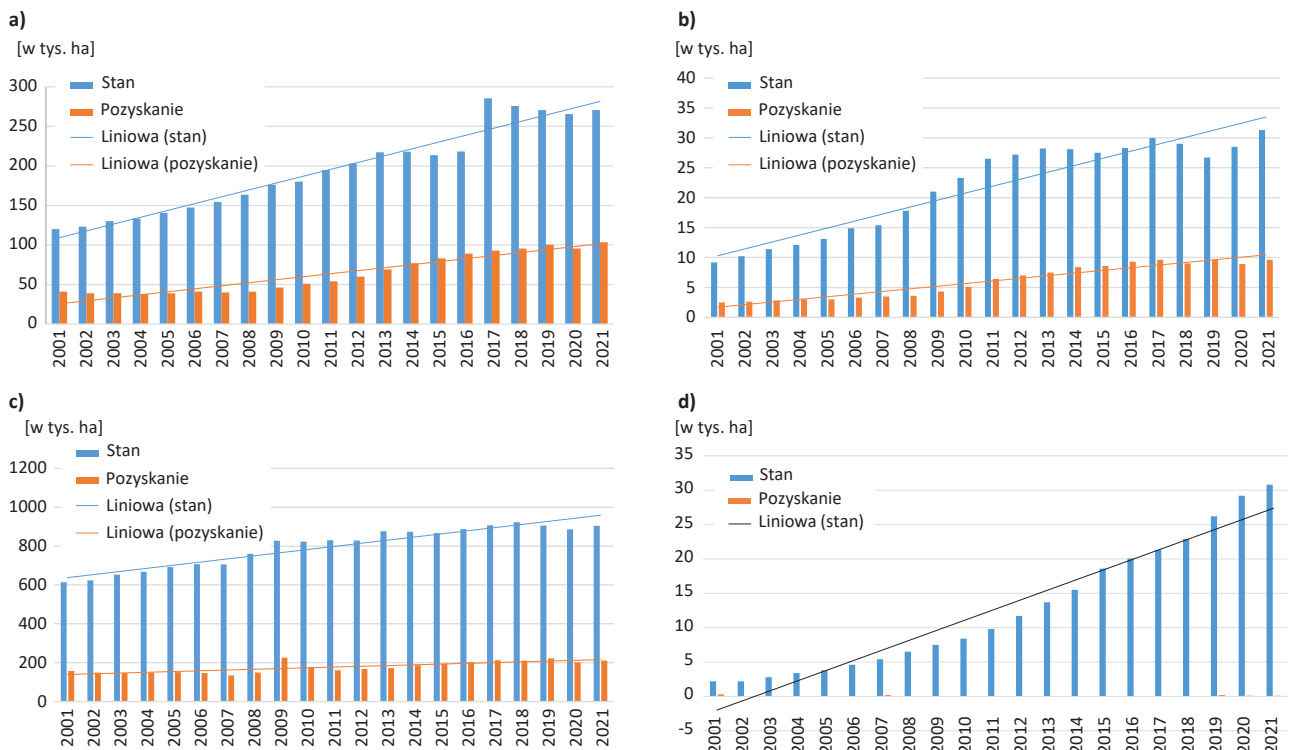 a)
[w tys. ha]
Stan
Pozyskanie
Liniowa (stan)
Liniowa (pozyskanie)
300
250
200
150
100
50
0
2001 2002 2003 2004 2005 2006 2007 2008 2009 2010 2011 2012 2013 2014 2015 2016 2017 2018 2019 2020 2021
b)
[w tys. ha]
Stan
Pozyskanie
Liniowa (stan)
Liniowa (pozyskanie)
40
35
30
25
20
15
10
5
0
2001 2002 2003 2004 2005 2006 2007 2008 2009 2010 2011 2012 2013 2014 2015 2016 2017 2018 2019 2020 2021
c)
[w tys. ha]
Stan
Pozyskanie
Liniowa (stan)
Liniowa (pozyskanie)
1200
1000
800
600
400
200
0
2001 2002 2003 2004 2005 2006 2007 2008 2009 2010 2011 2012 2013 2014 2015 2016 2017 2018 2019 2020 2021
d)
[w tys. ha]
Stan
Pozyskanie
Liniowa (stan)
35
30
25
20
15
10
5
0
-5
2001 2002 2003 2004 2005 2006 2007 2008 2009 2010 2011 2012 2013 2014 2015 2016 2017 2018 2019 2020 2021